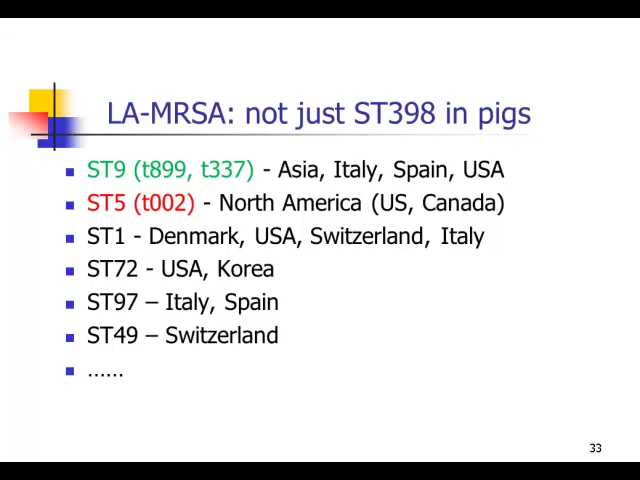 LA-MRSA: not just ST398 in pigs
ST9 (t899, t337) - Asia, Italy, Spain, USA
ST5 (t002) - North America (US, Canada)
ST1 - Denmark, USA, Switzerland, Italy
ST72 - USA, Korea
ST97 – Italy, Spain
ST49 – Switzerland
……
33